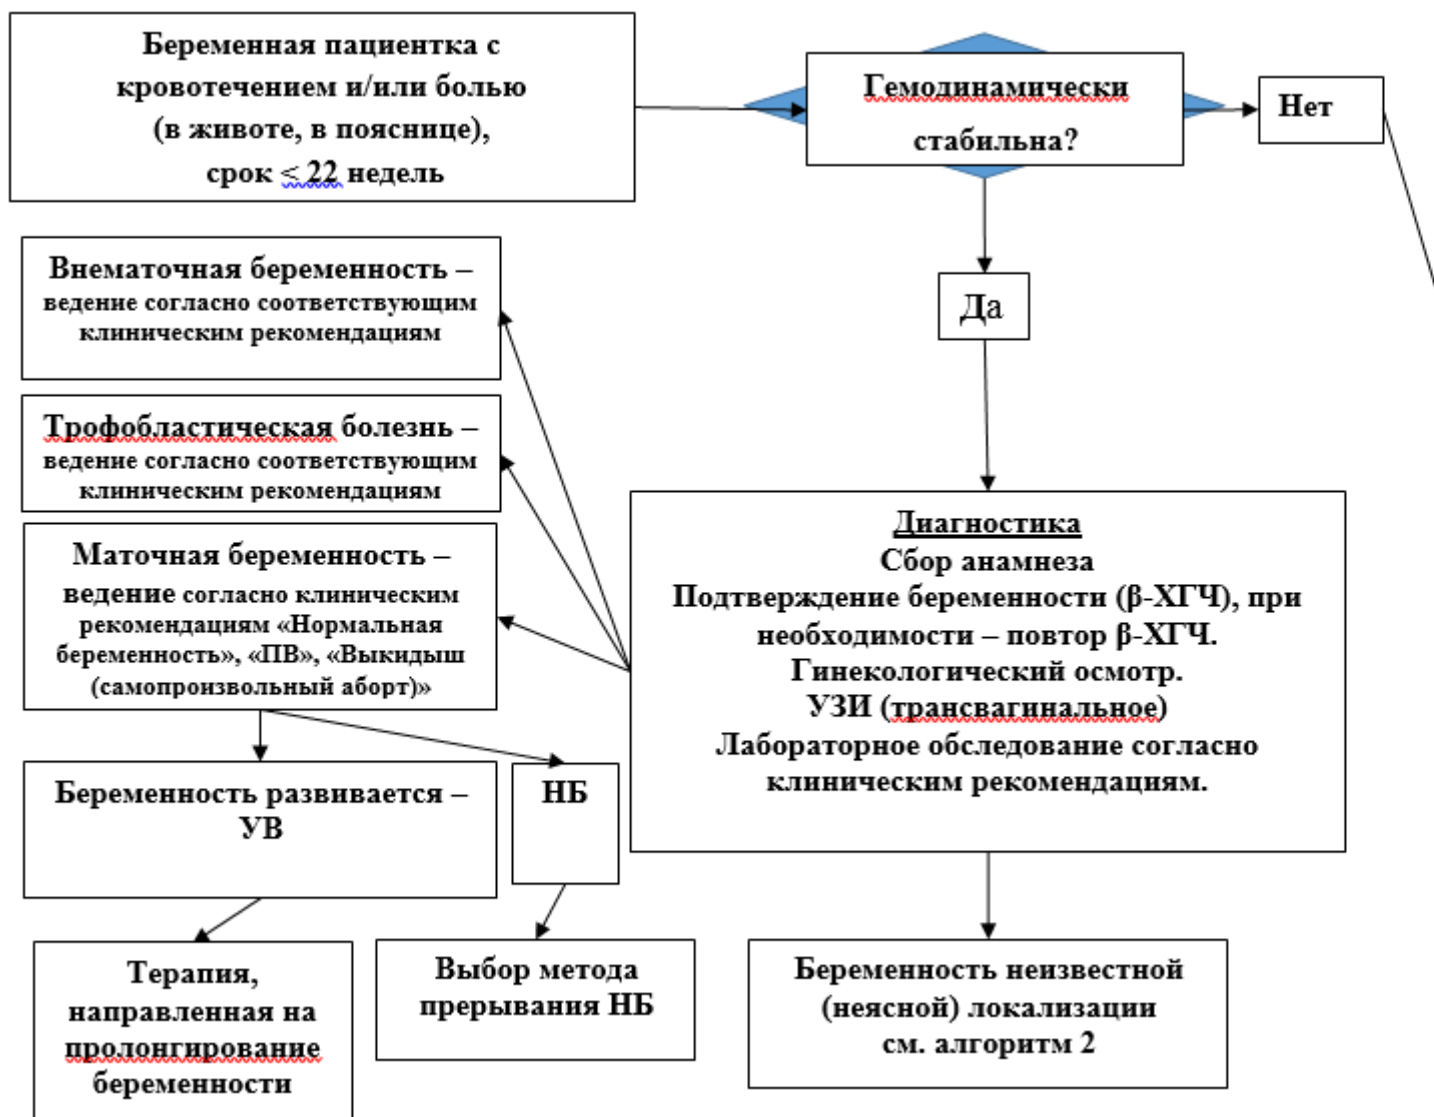 Беременная пациентка с
кровотечением и/или болью
(в животе, в пояснице),
срок < 22 недель
Гемодинамически
стабильна?
Нет
Да
Внематочная беременность –
ведение согласно соответствующим
клиническим рекомендациям
Трофобластическая болезнь –
ведение согласно соответствующим
клиническим рекомендациям
Маточная беременность –
ведение согласно клиническим
рекомендациям «Нормальная
беременность», «ПВ», «Выкидыш
(самопроизвольный аборт)»
Диагностика
Сбор анамнеза
Подтверждение беременности (β-ХГЧ), при
необходимости – повтор β-ХГЧ.
Гинекологический осмотр.
УЗИ (трансвагинальное)
Лабораторное обследование согласно
клиническим рекомендациям.
Беременность развивается –
УВ
НБ
Терапия,
направленная на
пролонгирование
беременности
Выбор метода
прерывания НБ
Беременность неизвестной
(неясной) локализации
см. алгоритм 2